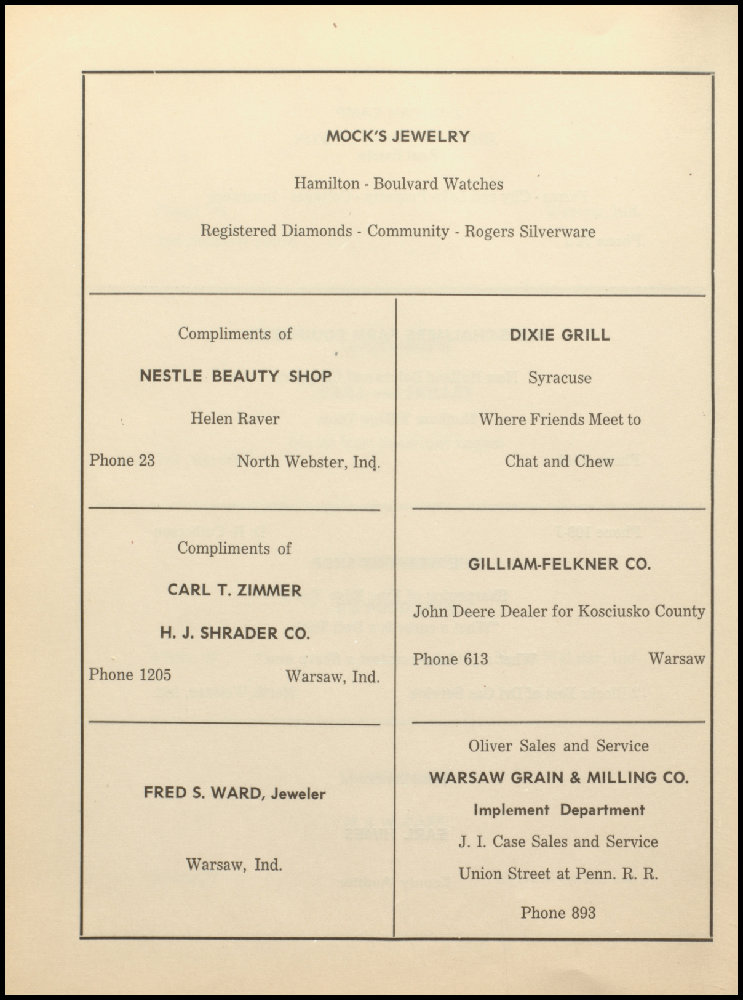 MOCK'S JEWELRY
Hamilton - Boulvard Watches
Registered Diamonds - Community - Rogers Silverware
Compliments of
NESTLE BEAUTY SHOP
Helen Raver
Phone 23 North Webster, Ind.
DIXIE GRILL
Syracuse
Where Friends Meet to
Chat and Chew
Compliments of
CARL T. ZIMMER
H. J. SHRADER CO.
Phone 1205 Warsaw, Ind.
GILLIAM-FELKNER CO.
John Deere Dealer for Kosciusko County
Phone 613 Warsaw
FRED S. WARD, Jeweler
Warsaw, Ind.
Oliver Sales and Service
WARSAW GRAIN & MILLING CO.
Implement Department
J. I. Case Sales and Service
Union Street at Penn. R. R.
Phone 893